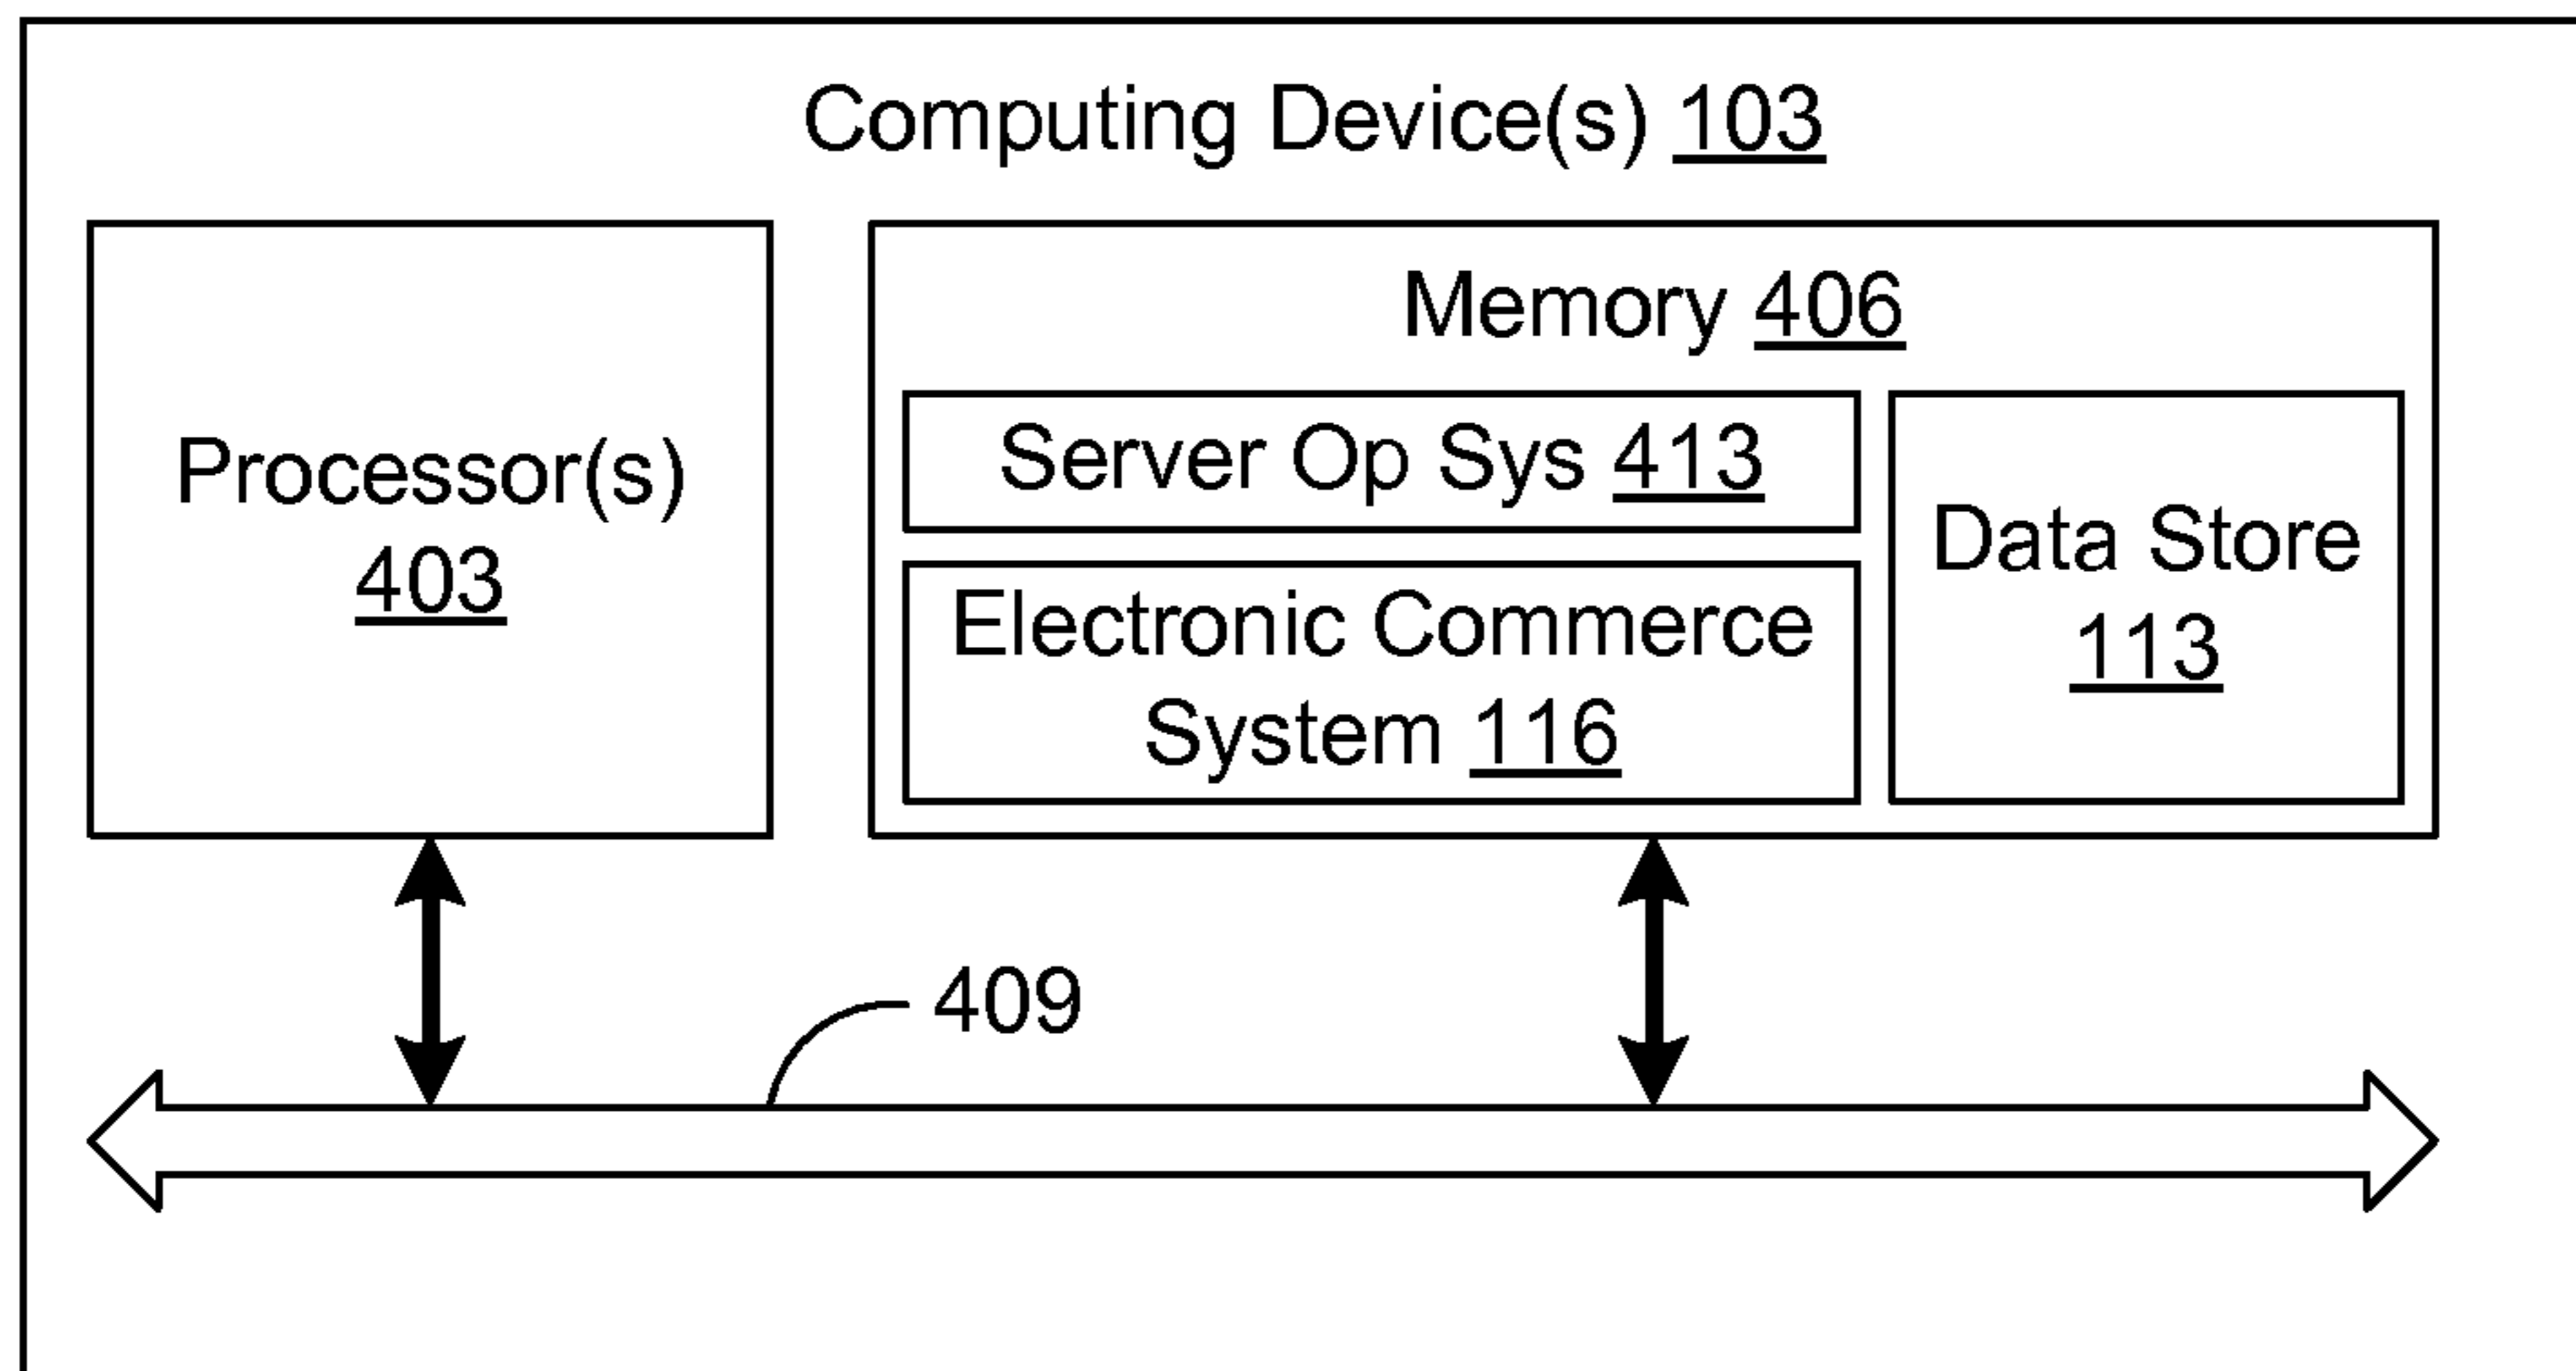 Computing Device(s) 103
Processor(s)
403
Memory 406
Server Op Sys 413
Electronic Commerce
System 116
Data Store
113
409